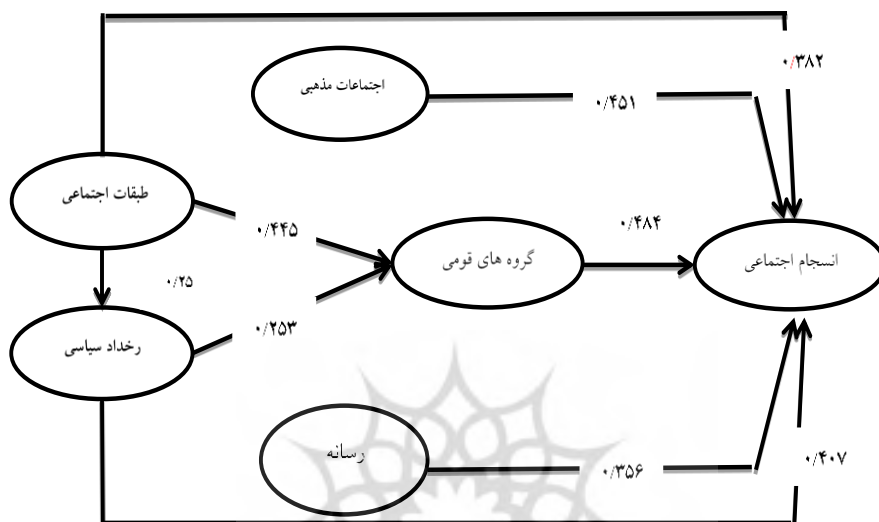 ۰/۳۸۲
اجتماعات مذهبی
۰/۴۵۱
طبقات اجتماعی
۰/۴۴۵
۰/۴۸۴
گروه های قومی
انسجام اجتماعی
۰/۲۵
۰/۲۵۳
رخداد سیاسی
رسانه
۰/۳۵۶
۰/۴۰۷